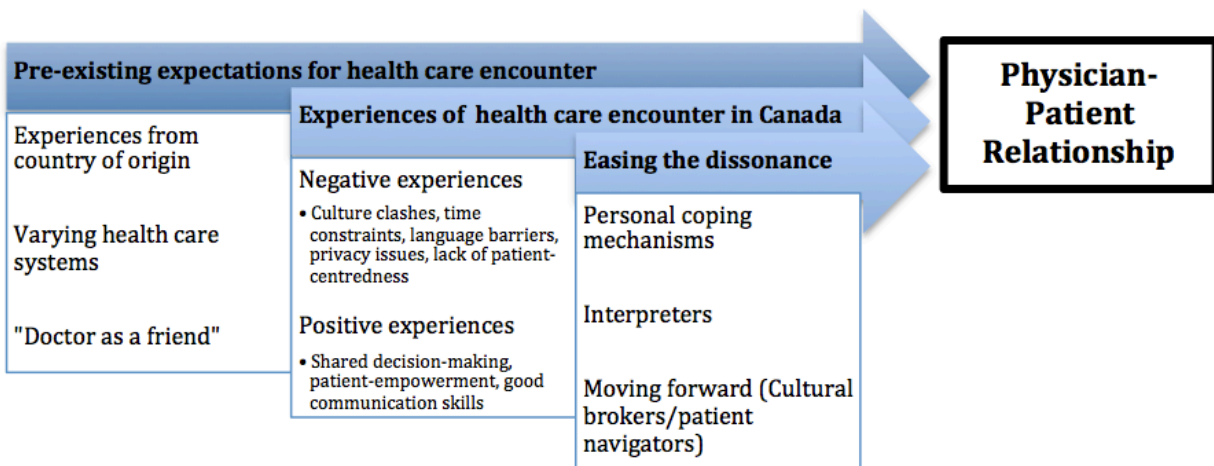 Pre-existing expectations for health care encounter
Experiences from
country of origin
Varying health care
systems
"Doctor as a friend"
Experiences of health care encounter in Canada
Negative experiences
• Culture clashes, time
constraints, language barriers,
privacy issues, lack of patient-
centredness
Positive experiences
• Shared decision-making,
patient-empowerment, good
communication skills
Easing the dissonance
Personal coping
mechanisms
Interpreters
Moving forward (Cultural
brokers/patient
navigators)
Physician-
Patient
Relationship